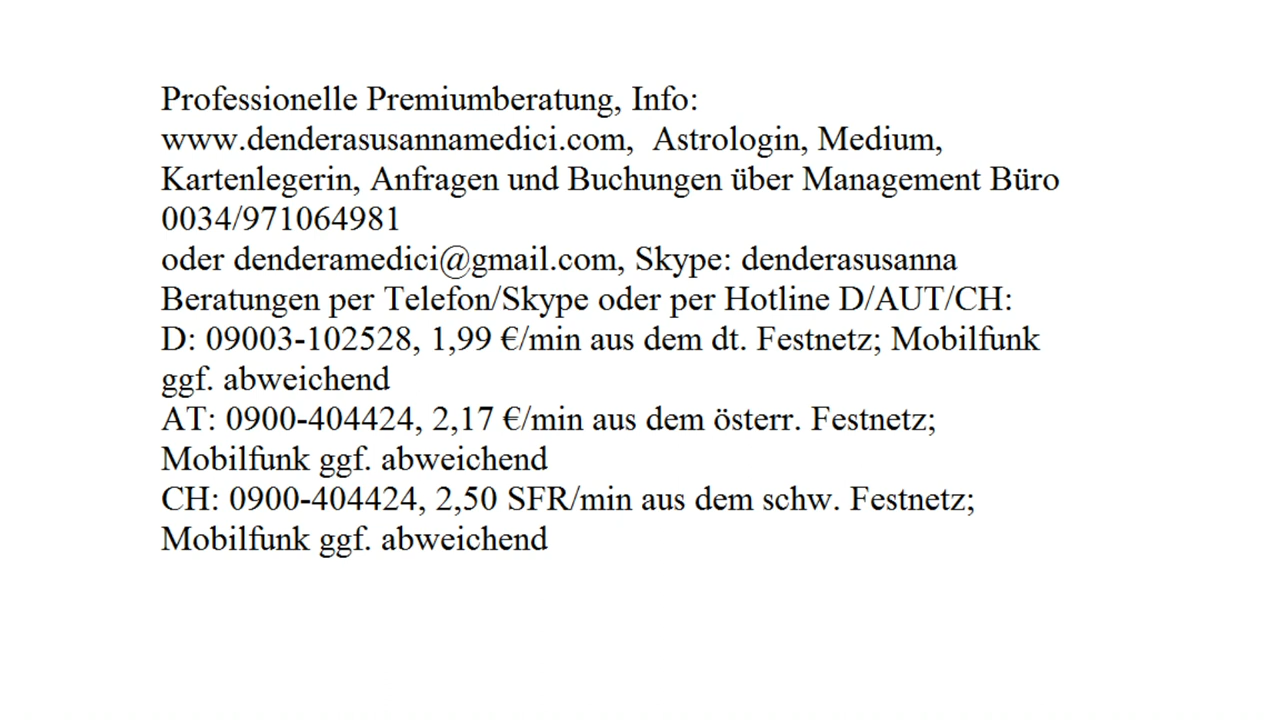 Professionelle Premiumberatung, Info:
www.denderasusannamedici.com,  Astrologin, Medium,
Kartenlegerin, Anfragen und Buchungen über Management Büro
0034/971064981
oder denderamedici@gmail.com, Skype: denderasusanna
Beratungen per Telefon/Skype oder per Hotline D/AUT/CH:
D: 09003-102528, 1,99 €/min aus dem dt. Festnetz; Mobilfunk
ggf. abweichend
AT: 0900-404424, 2,17 €/min aus dem österr. Festnetz;
Mobilfunk ggf. abweichend
CH: 0900-404424, 2,50 SFR/min aus dem schw. Festnetz;
Mobilfunk ggf. abweichend